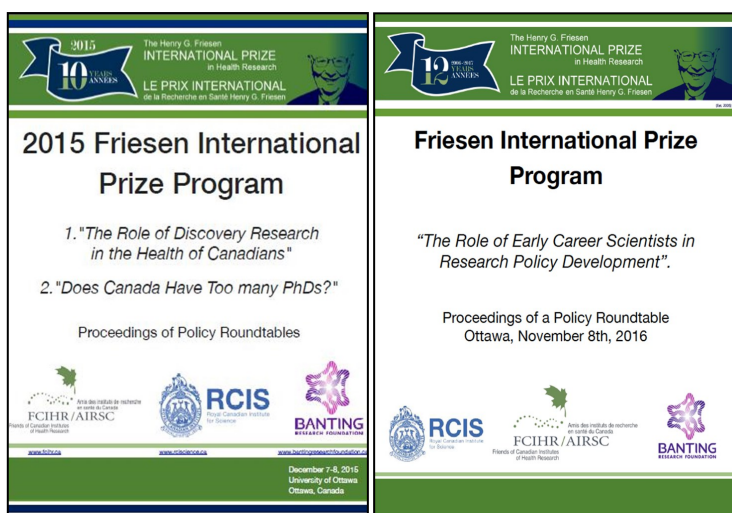 2015
10 YEARS
ANNÉES
The Henry G. Friesen
INTERNATIONAL PRIZE
in Health Research
LE PRIX INTERNATIONAL
de la Recherche en Santé Henry G. Friesen
2015 Friesen International
Prize Program
1."The Role of Discovery Research
in the Health of Canadians"
2."Does Canada Have Too many PhDs?"
Proceedings of Policy Roundtables
Amis des instituts de recherche
en santé du Canada
FCIHR/AIRSC
Friends of Canadian Institutes
of Health Research
RCIS
Royal Canadian Institute
for Science
BANTING
RESEARCH FOUNDATION
www.fcihr.ca
www.rciscience.ca
www.bantingresearchfoundation.ca
December 7-8, 2015
University of Ottawa
Ottawa, Canada
12 YEARS
ANNÉES
The Henry G. Friesen
INTERNATIONAL PRIZE
in Health Research
LE PRIX INTERNATIONAL
de la Recherche en Santé Henry G. Friesen
Friesen International Prize
Program
“The Role of Early Career Scientists in
Research Policy Development”.
Proceedings of a Policy Roundtable
Ottawa, November 8th, 2016
RCIS
Royal Canadian Institute
for Science
Amis des instituts de recherche
en santé du Canada
FCIHR/AIRSC
Friends of Canadian Institutes
of Health Research
BANTING
RESEARCH FOUNDATION